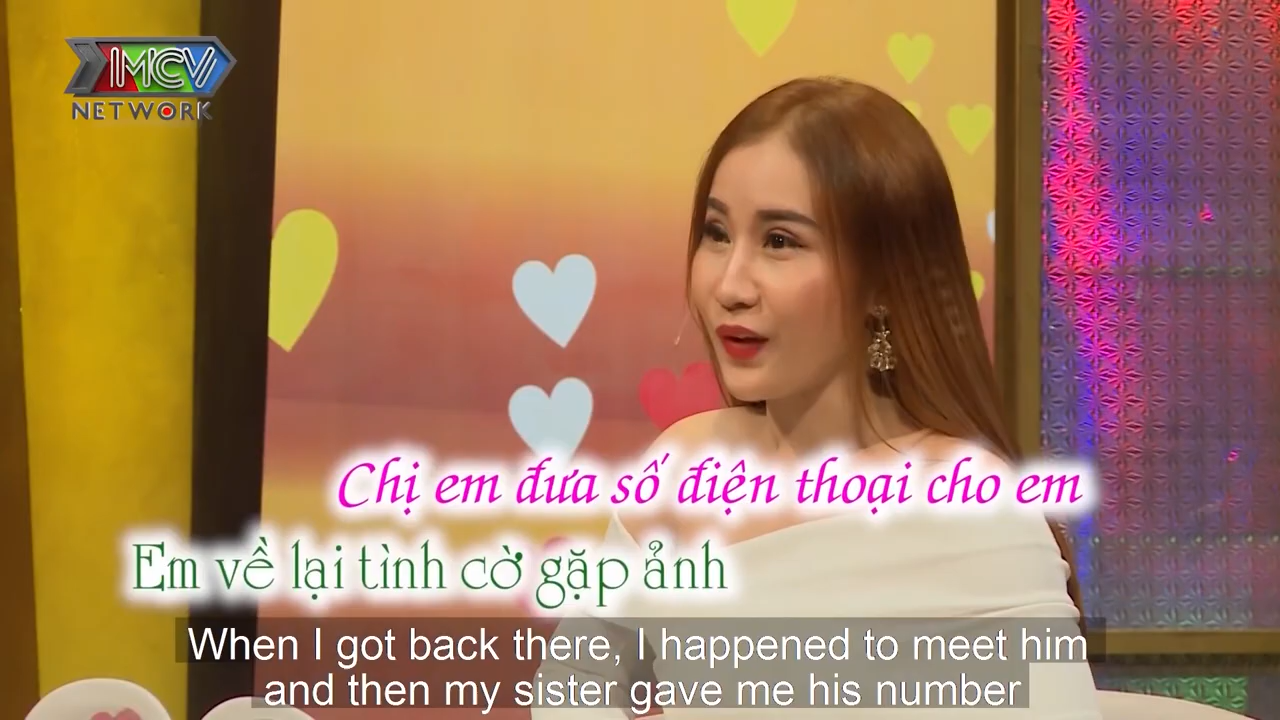 MCV
NETWORK
Chị em đưa số điện thoại cho em
Em về lại tình cờ gặp ảnh
When I got back there, I happened to meet him
and then my sister gave me his number